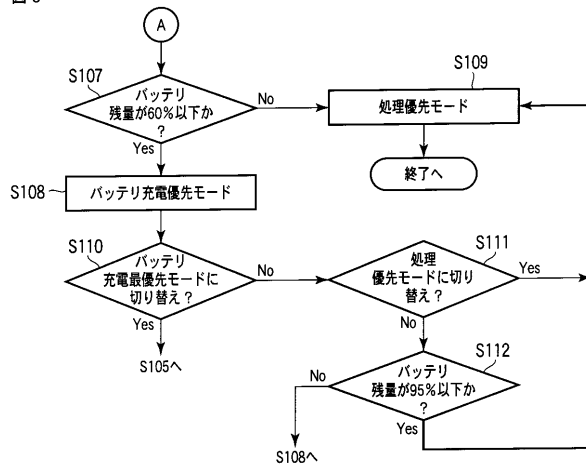 A
S107
バッテリ
残量が60%以下か
?
No
Yes
S109
処理優先モード
終了へ
S108
バッテリ充電優先モード
S110
バッテリ
充電最優先モードに
切り替え?
No
Yes
S105へ
S111
処理
優先モードに切り
替え?
Yes
No
S112
バッテリ
残量が95%以下か
?
No
Yes
S108へ